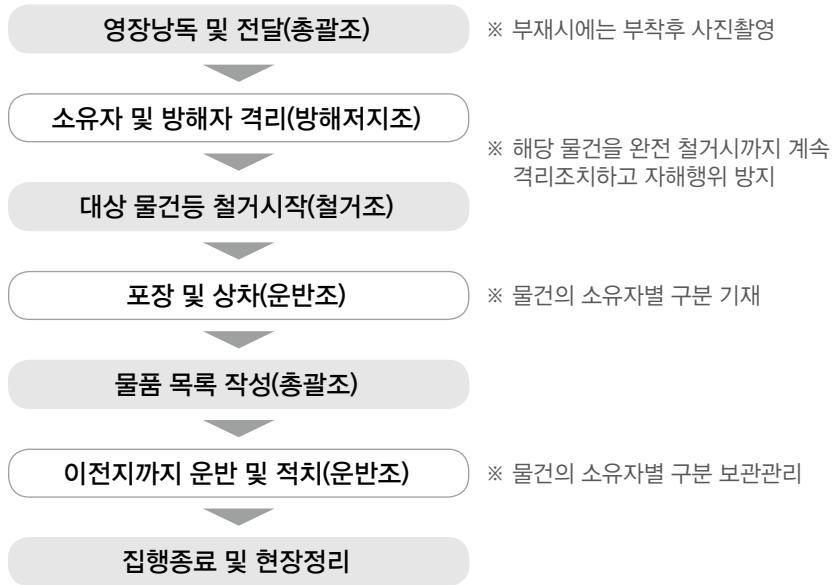 영장낭독 및 전달(총괄조)
※ 부재시에는 부착후 사진촬영
소유자 및 방해자 격리(방해저지조)
※ 해당 물건을 완전 철거시까지 계속
격리조치하고 자해행위 방지
대상 물건등 철거시작(철거조)
포장 및 상차(운반조)
※ 물건의 소유자별 구분 기재
물품 목록 작성(총괄조)
이전지까지 운반 및 적치(운반조)
※ 물건의 소유자별 구분 보관관리
집행종료 및 현장정리